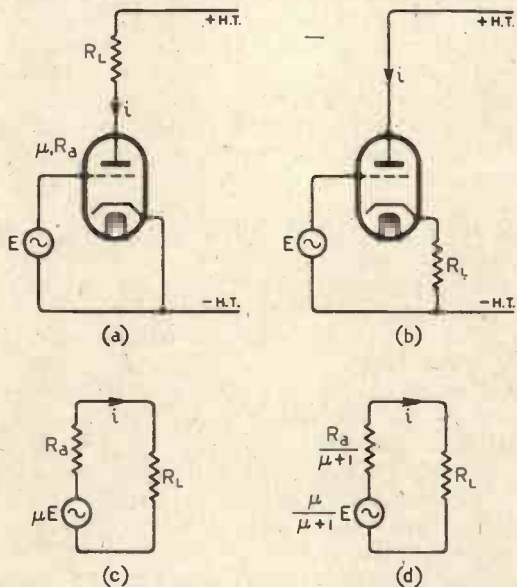 + H.T.
R_L
i
μ, R_a
E
− H.T.
(a)
+ H.T.
i
E
R_L
− H.T.
(b)
i
R_a
R_L
μE
(c)
i
R_a
μ+1
R_L
μ
μ+1 E
(d)